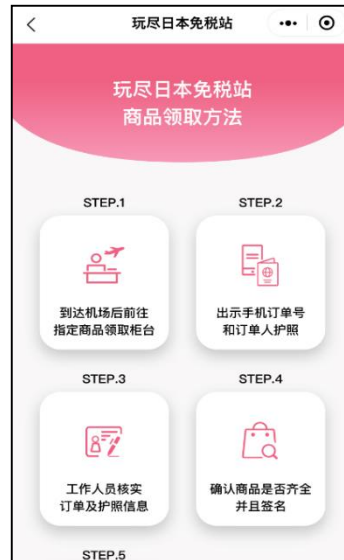 玩尽日本免税站
玩尽日本免税站
商品领取方法
STEP.1
STEP.2
到达机场后前往
指定商品领取柜台
出示手机订单号
和订单人护照
STEP.3
STEP.4
工作人员核实
订单及护照信息
确认商品是否齐全
并且签名
STEP.5